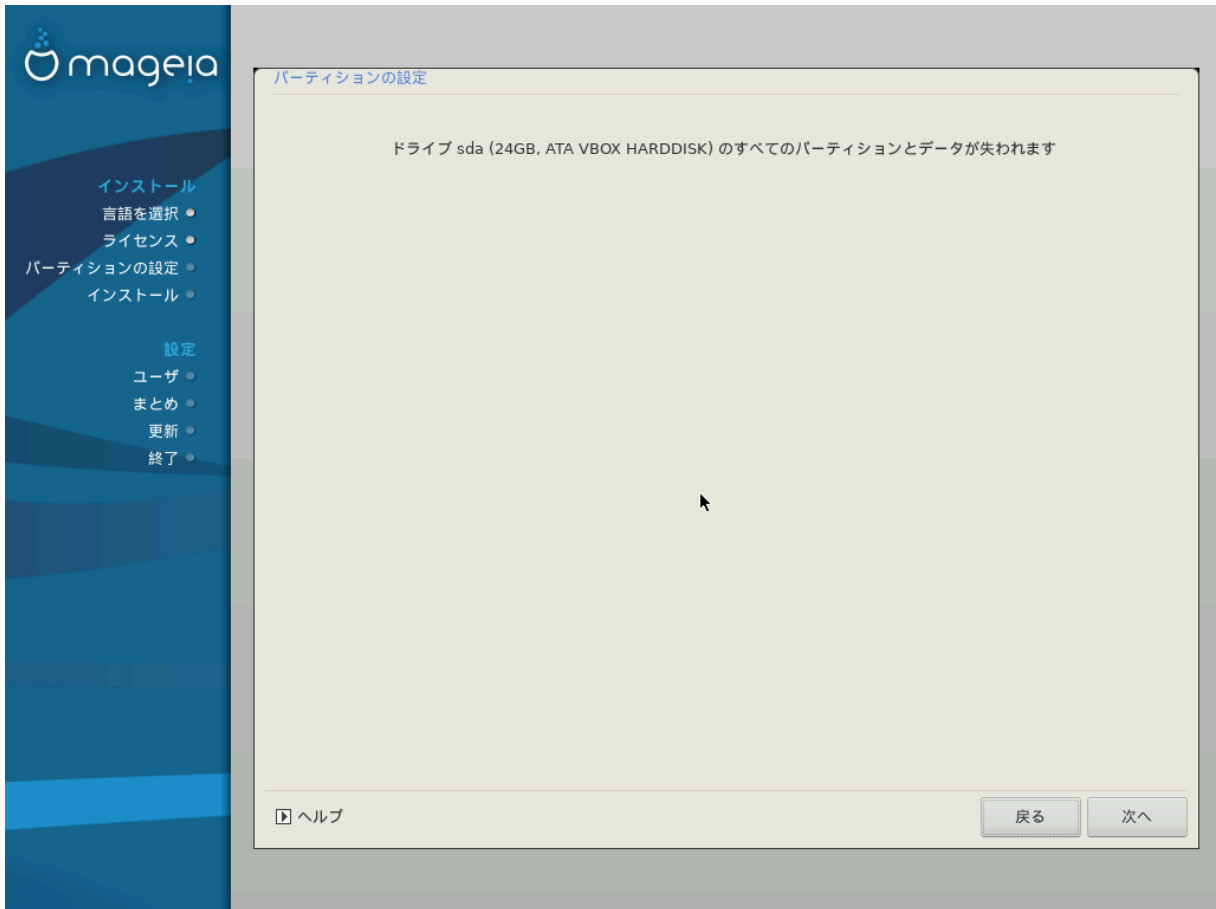 mageia
インストール
言語を選択
ライセンス
パーティションの設定
インストール
設定
ユーザ
まとめ
更新
終了
パーティションの設定
ドライブ sda (24GB, ATA VBOX HARDDISK) のすべてのパーティションとデータが失われます
ヘルプ
戻る
次へ